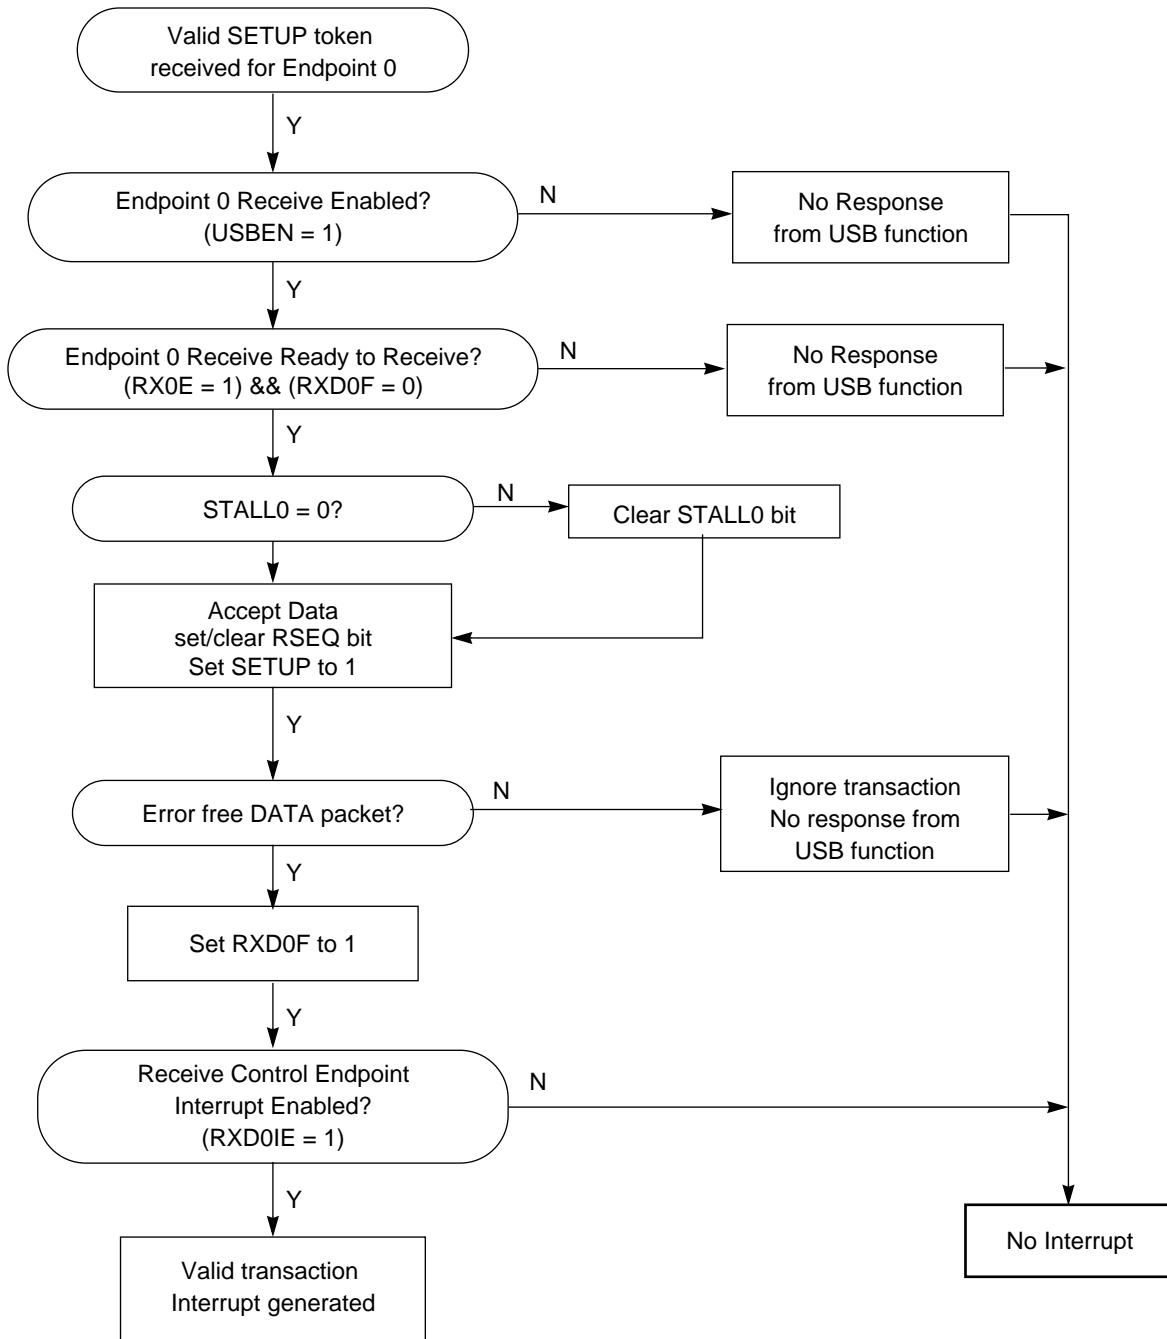 Valid SETUP token
received for Endpoint 0
Y
Endpoint 0 Receive Enabled?
(USBEN = 1)
N
No Response
from USB function
Y
Endpoint 0 Receive Ready to Receive?
(RX0E = 1) && (RXD0F = 0)
N
No Response
from USB function
Y
STALL0 = 0?
N
Clear STALL0 bit
Accept Data
set/clear RSEQ bit
Set SETUP to 1
Y
Error free DATA packet?
N
Ignore transaction
No response from
USB function
Y
Set RXD0F to 1
Y
Receive Control Endpoint
Interrupt Enabled?
(RXD0IE = 1)
N
Y
No Interrupt
Valid transaction
Interrupt generated